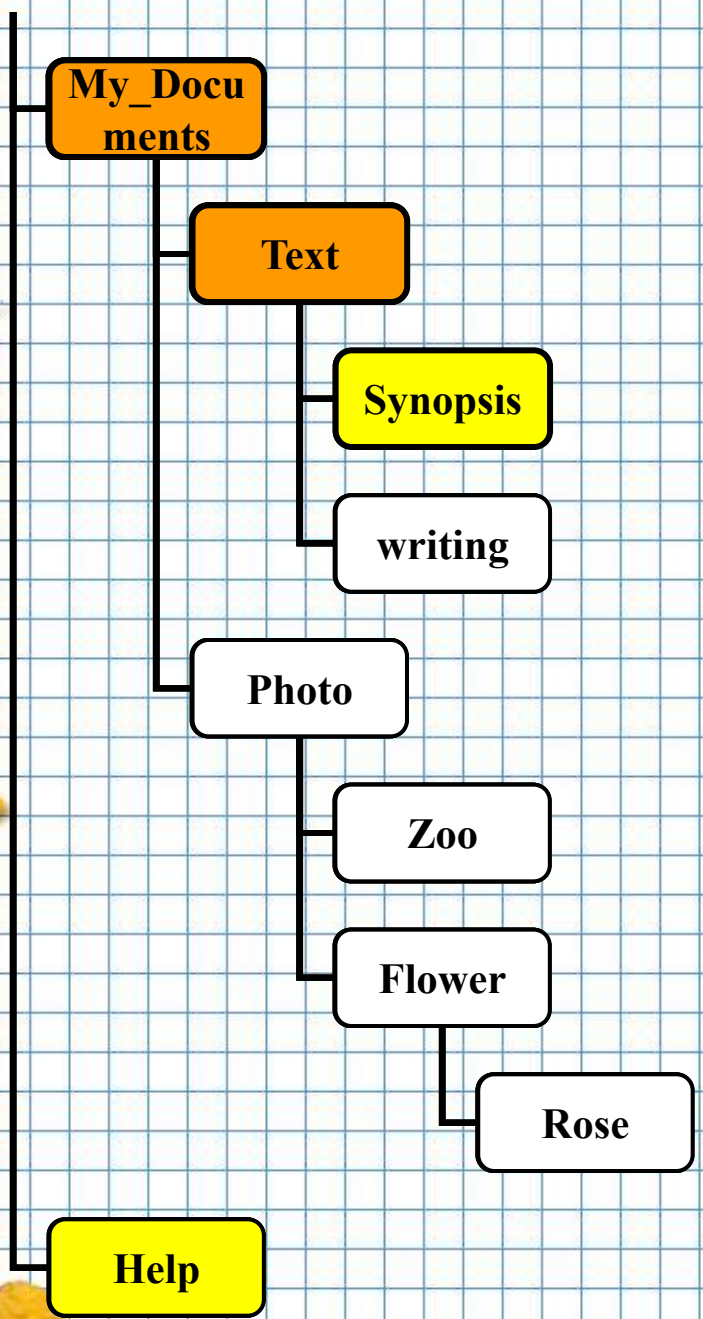 My_Docu
ments
Text
Synopsis
writing
Photo
Zoo
Flower
Rose
Help